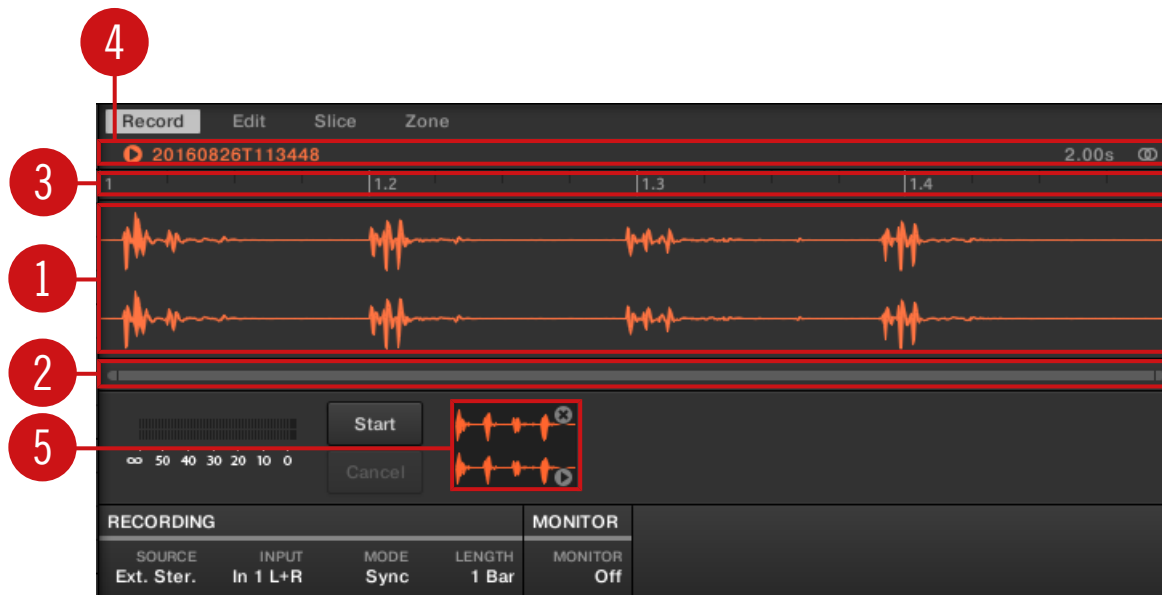 4
Record Edit Slice Zone
20160826T113448 2.00s
3
1 1.2 1.3 1.4
1
2
5
Start
∞ 50 40 30 20 10 0
Cancel
RECORDING MONITOR
SOURCE INPUT MODE LENGTH MONITOR
Ext. Ster. In 1 L+R Sync 1 Bar Off